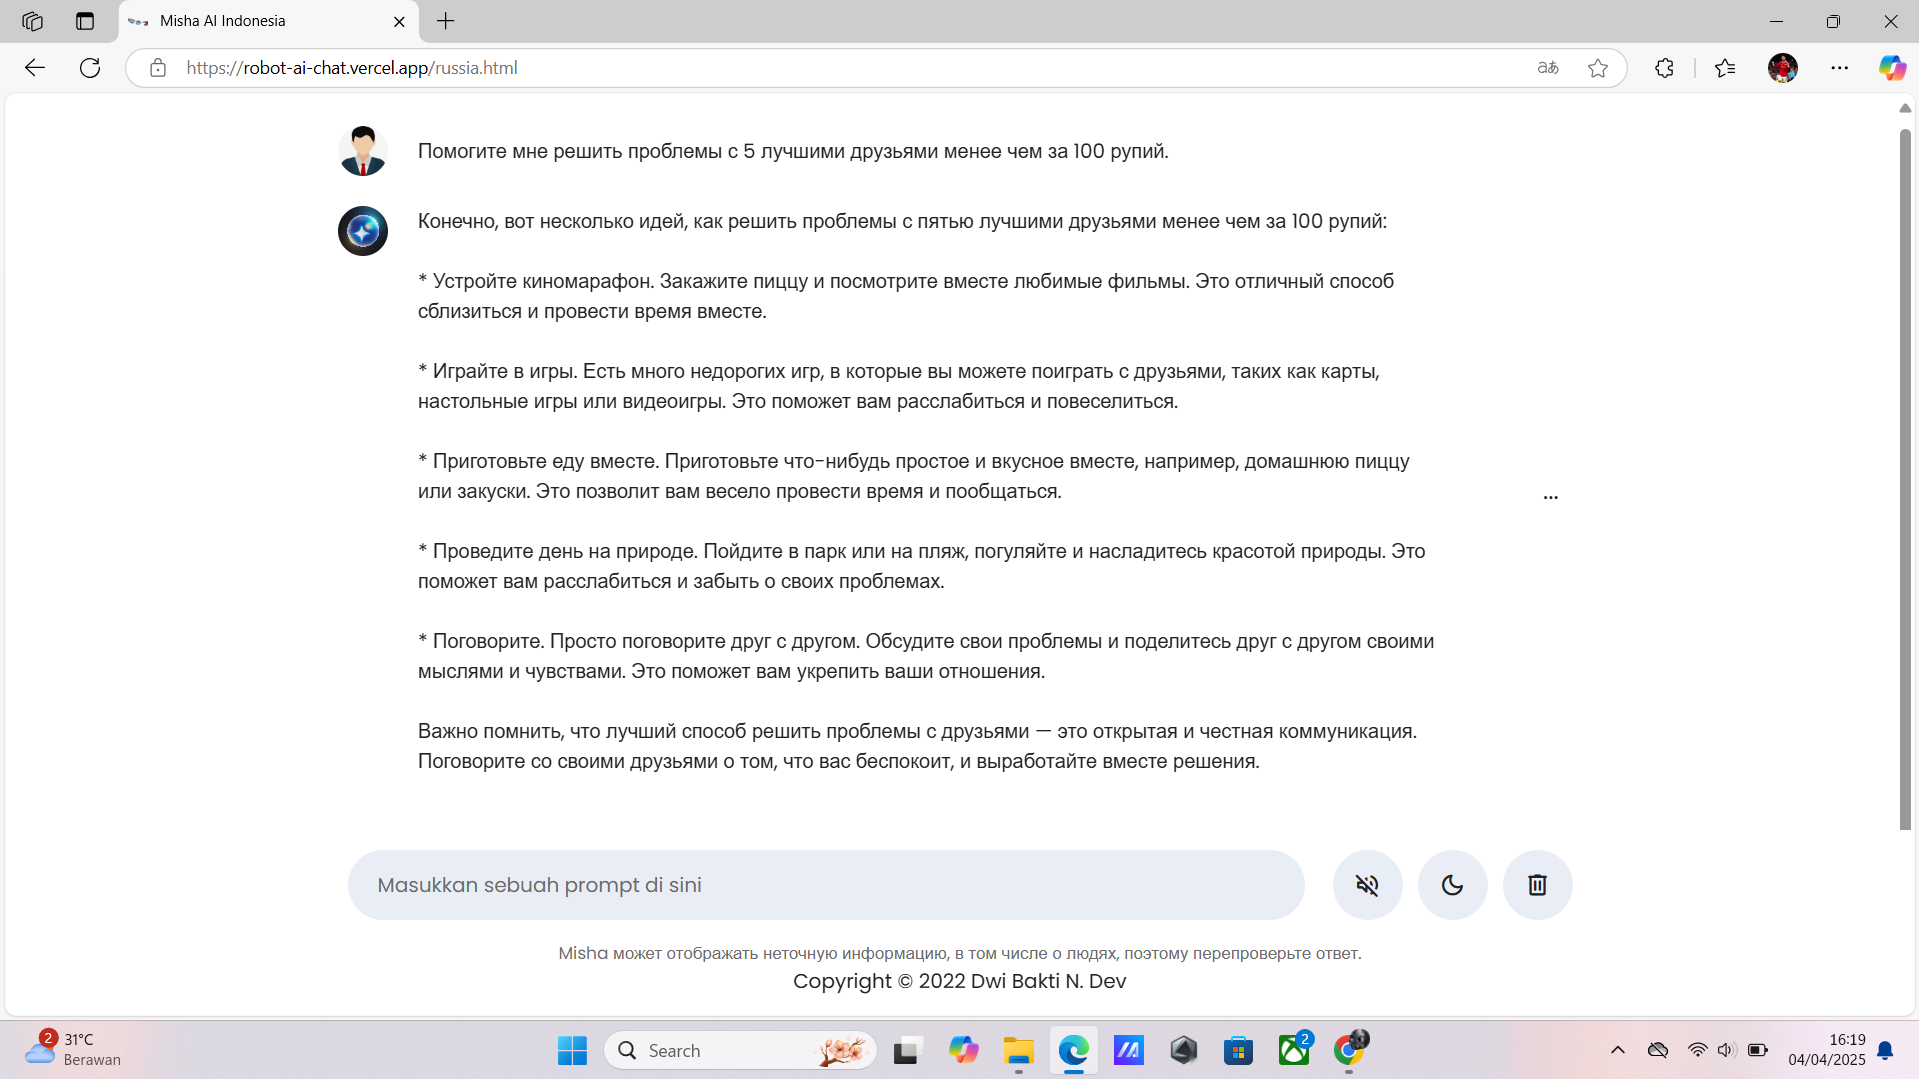 Misha AI Indonesia
https://robot-ai-chat.vercel.app/russia.html
aあ
Помогите мне решить проблемы с 5 лучшими друзьями менее чем за 100 рупий.
Конечно, вот несколько идей, как решить проблемы с пятью лучшими друзьями менее чем за 100 рупий:
* Устройте киномарафон. Закажите пиццу и посмотрите вместе любимые фильмы. Это отличный способ
сблизиться и провести время вместе.
* Играйте в игры. Есть много недорогих игр, в которые вы можете поиграть с друзьями, таких как карты,
настольные игры или видеоигры. Это поможет вам расслабиться и повеселиться.
* Приготовьте еду вместе. Приготовьте что-нибудь простое и вкусное вместе, например, домашнюю пиццу
или закуски. Это позволит вам весело провести время и пообщаться.
* Проведите день на природе. Пойдите в парк или на пляж, погуляйте и насладитесь красотой природы. Это
поможет вам расслабиться и забыть о своих проблемах.
* Поговорите. Просто поговорите друг с другом. Обсудите свои проблемы и поделитесь друг с другом своими
мыслями и чувствами. Это поможет вам укрепить ваши отношения.
Важно помнить, что лучший способ решить проблемы с друзьями — это открытая и честная коммуникация.
Поговорите со своими друзьями о том, что вас беспокоит, и выработайте вместе решения.
Masukkan sebuah prompt di sini
Misha может отображать неточную информацию, в том числе о людях, поэтому перепроверьте ответ.
Copyright © 2022 Dwi Bakti N. Dev
2
31°C
Berawan
Search
2
16:19
04/04/2025